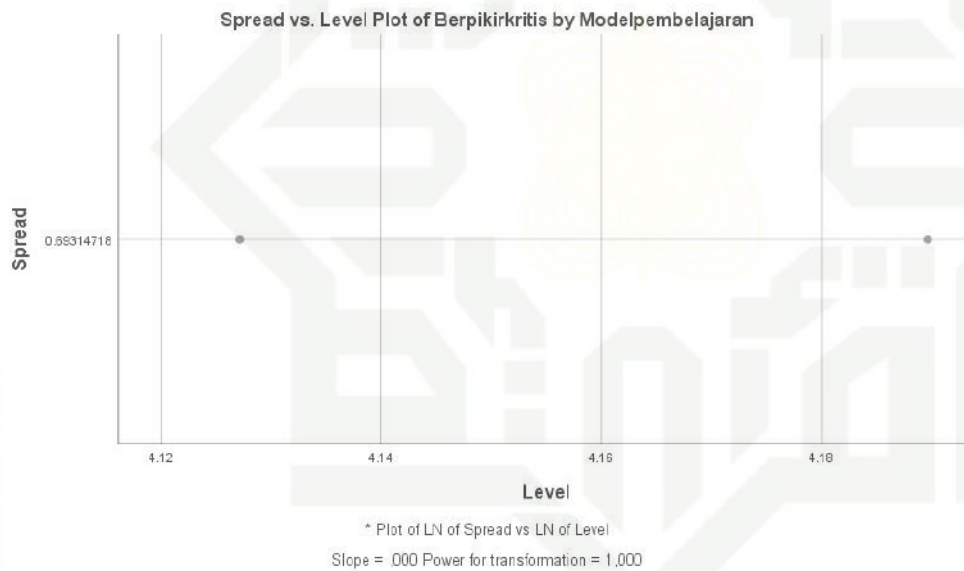 Spread vs. Level Plot of Berpikirkritis by Modelpembelajaran
Spread
0.69314718
4.12 4.14 4.16 4.18
Level
* Plot of LN of Spread vs LN of Level
Slope = .000 Power for transformation = 1,000